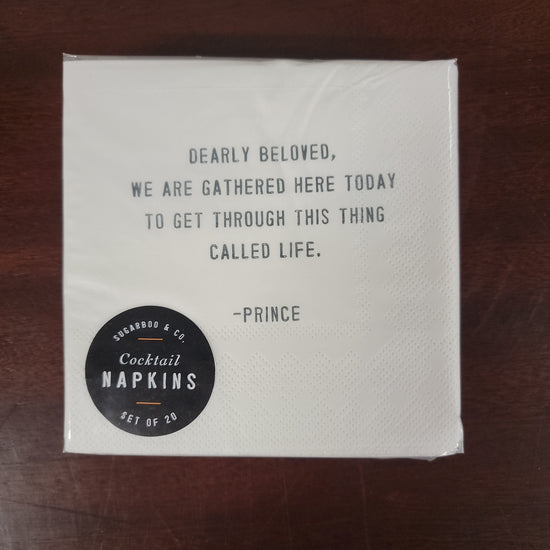 DEARLY BELOVED,
WE ARE GATHERED HERE TODAY
TO GET THROUGH THIS THING
CALLED LIFE.
-PRINCE
SUGARBOO & CO.
Cocktail
NAPKINS
SET OF 20